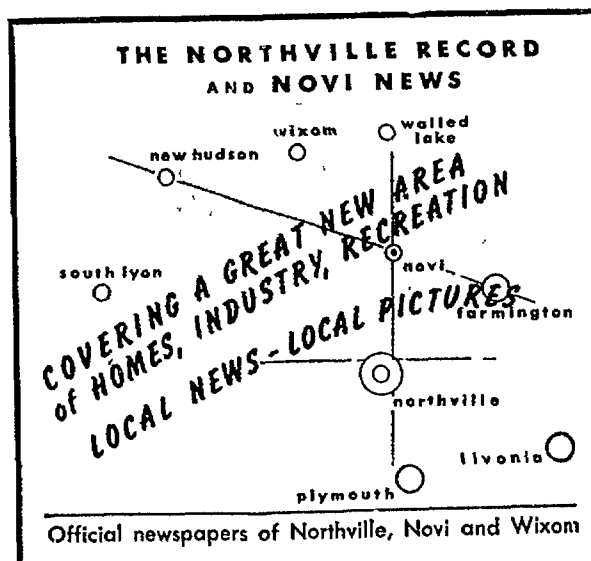 THE NORTHVILLE RECORD
AND NOVI NEWS
wixom
walled
lake
new hudson
COVERING A GREAT NEW AREA
of HOMES, INDUSTRY, RECREATION
south lyon
novi
LOCAL NEWS - LOCAL PICTURES
farmington
northville
livonia
plymouth
Official newspapers of Northville, Novi and Wixom